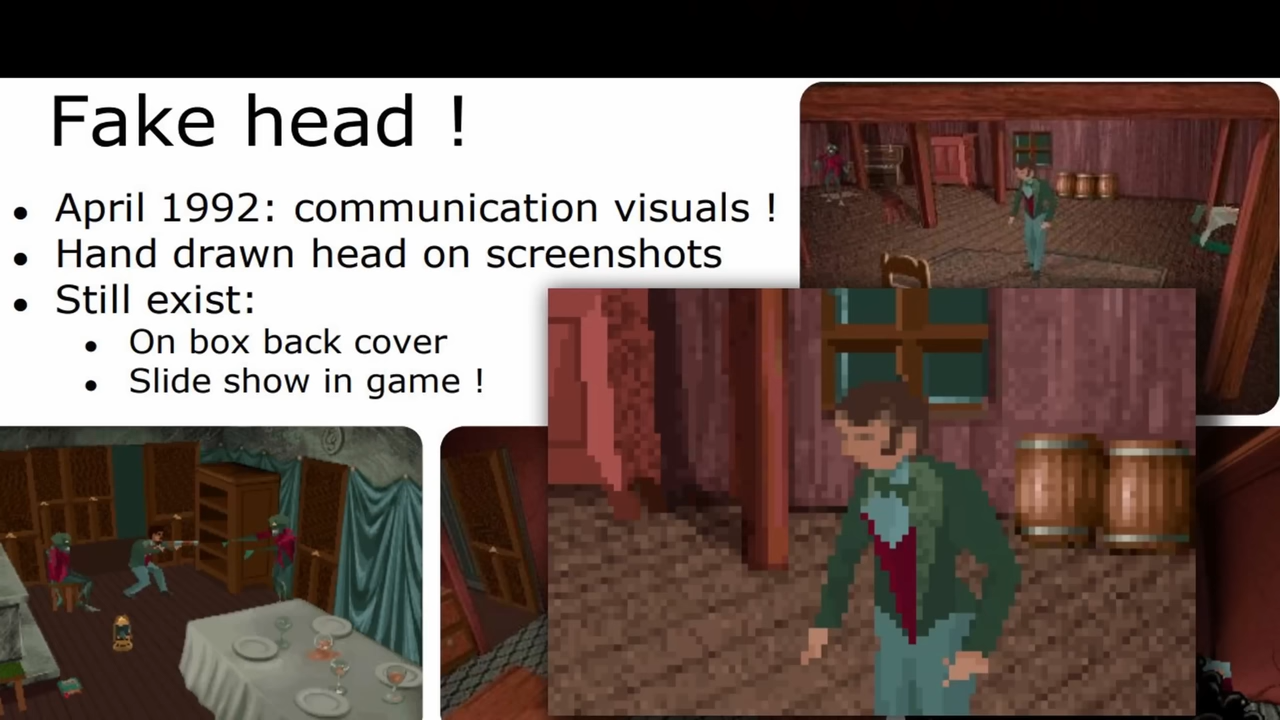 Fake head !
April 1992: communication visuals !
Hand drawn head on screenshots
Still exist:
On box back cover
Slide show in game !